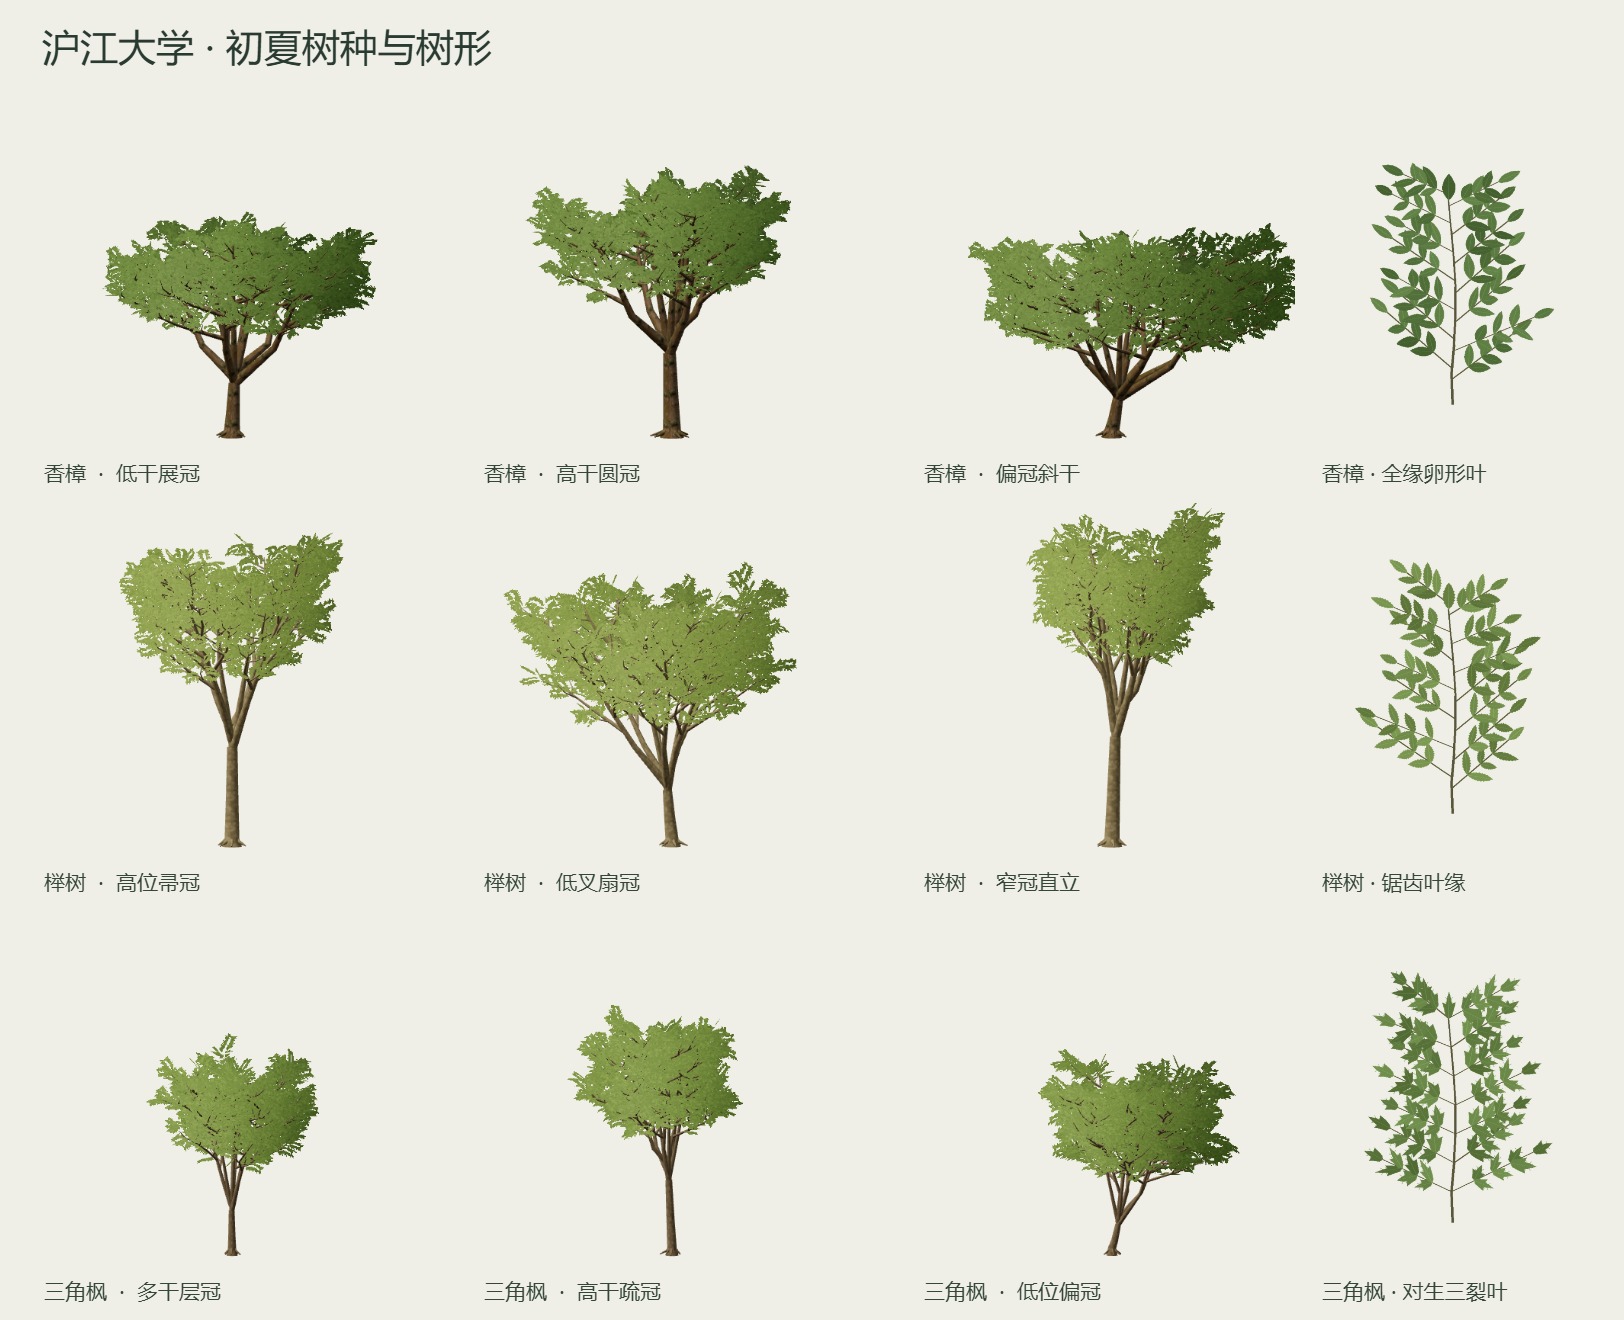 沪江大学 · 初夏树种与树形
香樟 · 低干展冠
香樟 · 高干圆冠
香樟 · 偏冠斜干
香樟 · 全缘卵形叶
榉树 · 高位帚冠
榉树 · 低叉扇冠
榉树 · 窄冠直立
榉树 · 锯齿叶缘
三角枫 · 多干层冠
三角枫 · 高干疏冠
三角枫 · 低位偏冠
三角枫 · 对生三裂叶